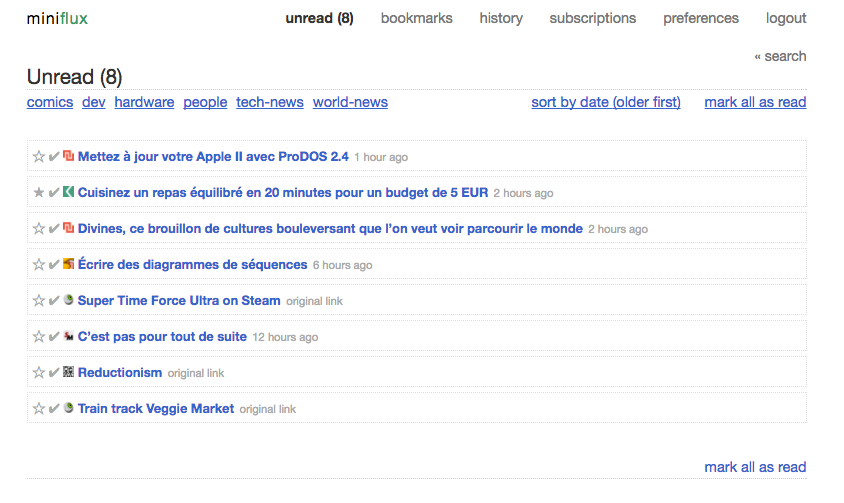 miniflux unread (8) bookmarks history subscriptions preferences logout
« search
Unread (8)
comics dev hardware people tech-news world-news sort by date (older first) mark all as read
Mettez à jour votre Apple II avec ProDOS 2.4 1 hour ago
Cuisinez un repas équilibré en 20 minutes pour un budget de 5 EUR 2 hours ago
Divines, ce brouillon de cultures bouleversant que l’on veut voir parcourir le monde 2 hours ago
Écrire des diagrammes de séquences 6 hours ago
Super Time Force Ultra on Steam original link
C’est pas pour tout de suite 12 hours ago
Reductionism original link
Train track Veggie Market original link
mark all as read